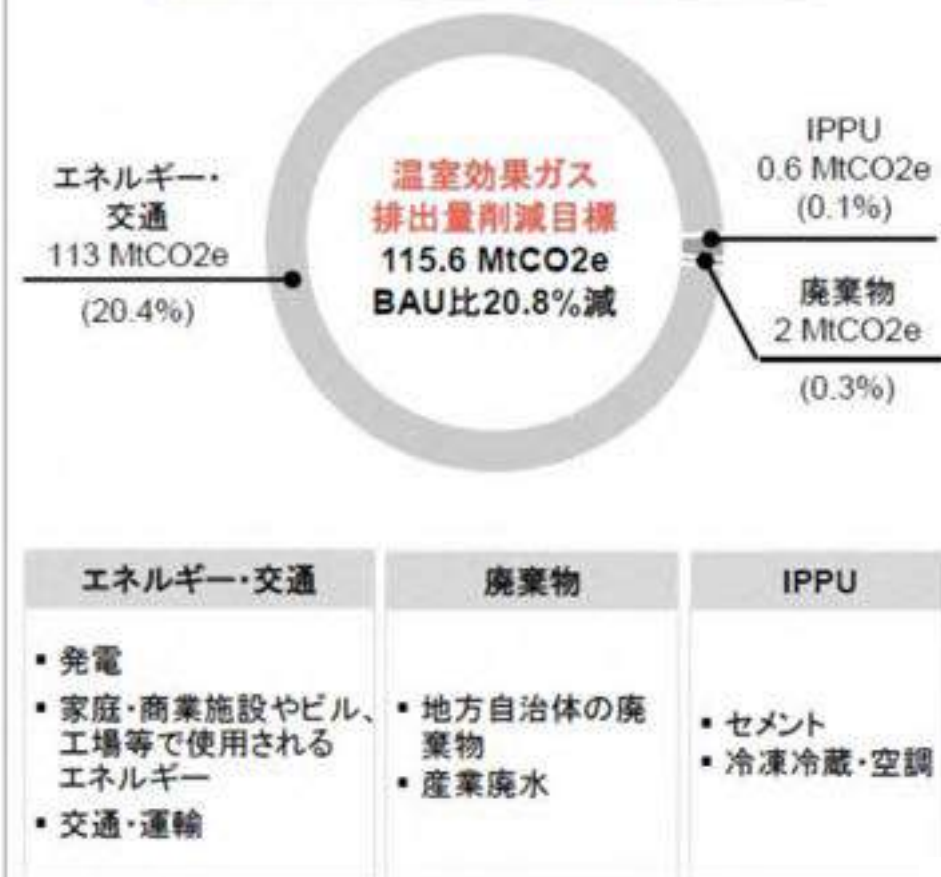 エネルギー・
交通
113 MtCO2e
(20.4%)
温室効果ガス
排出量削減目標
115.6 MtCO2e
BAU比20.8%減
IPPU
0.6 MtCO2e
(0.1%)
廃棄物
2 MtCO2e
(0.3%)
エネルギー・交通
▪ 発電
▪ 家庭・商業施設やビル、
工場等で使用される
エネルギー
▪ 交通・運輸
廃棄物
▪ 地方自治体の廃
棄物
▪ 産業廃水
IPPU
▪ セメント
▪ 冷凍冷蔵・空調